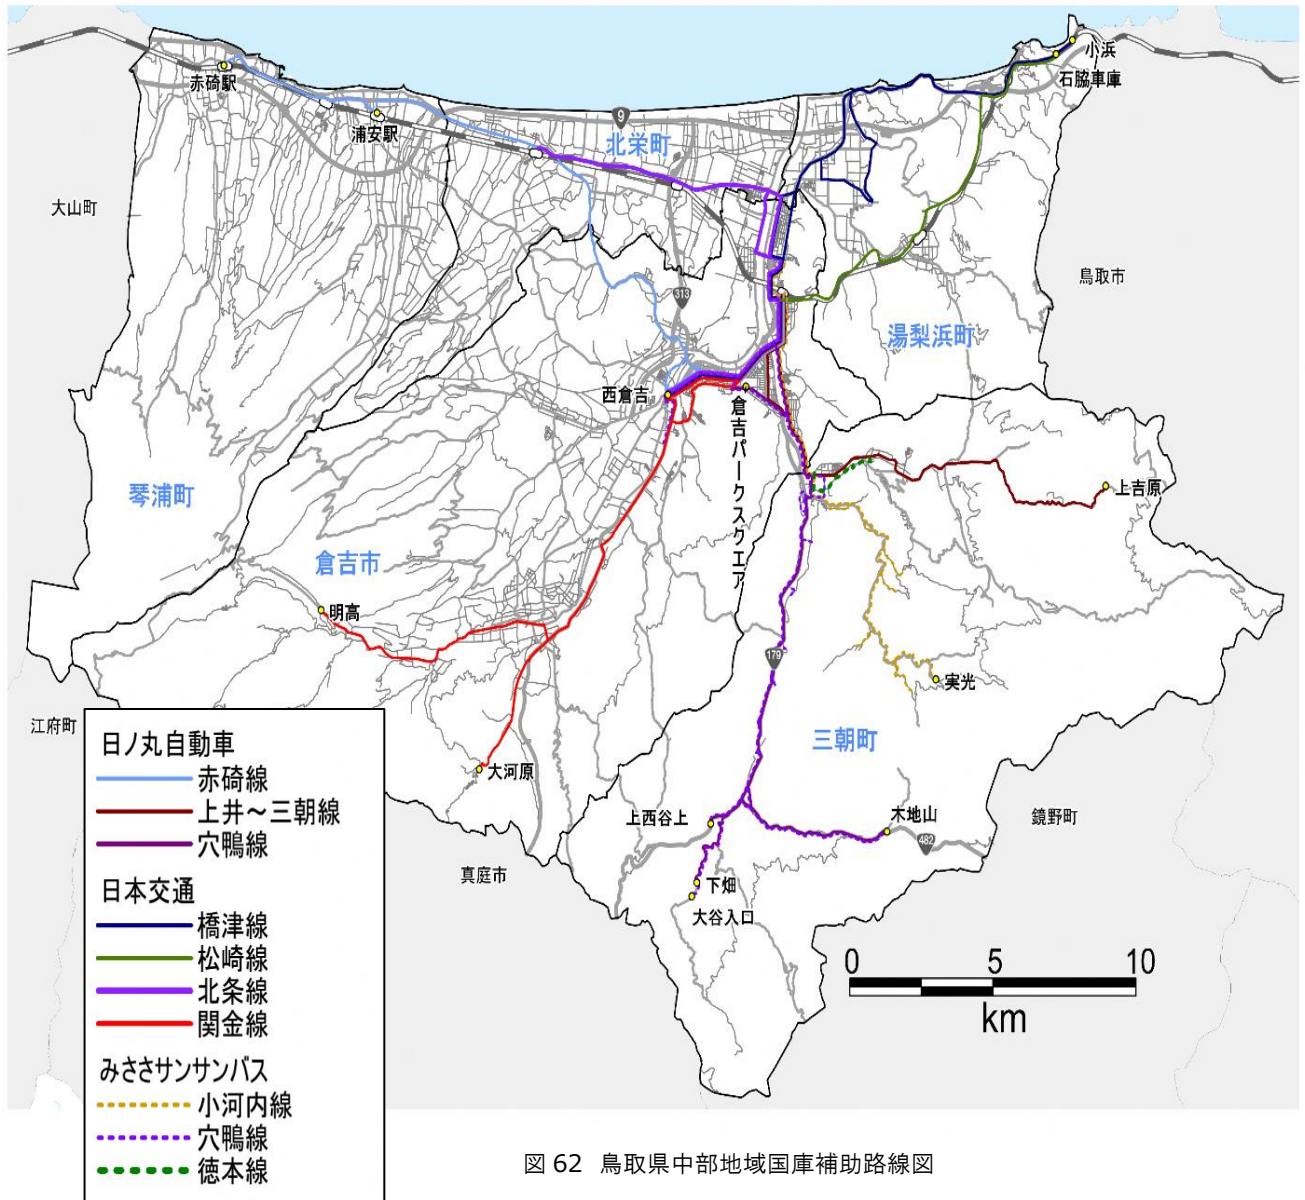 小浜
赤碕駅
石脇車庫
9
浦安駅
北栄町
大山町
鳥取市
313
湯梨浜町
西倉吉
倉吉パークスクエア
琴浦町
上吉原
倉吉市
明高
179
実光
江府町
三朝町
大河原
上西谷上
木地山
鏡野町
482
真庭市
下畑
大谷入口
日ノ丸自動車
赤碕線
上井～三朝線
穴鴨線
日本交通
橋津線
松崎線
北条線
関金線
みささサンサンバス
小河内線
穴鴨線
徳本線
0 5 10
km
図 62 鳥取県中部地域国庫補助路線図